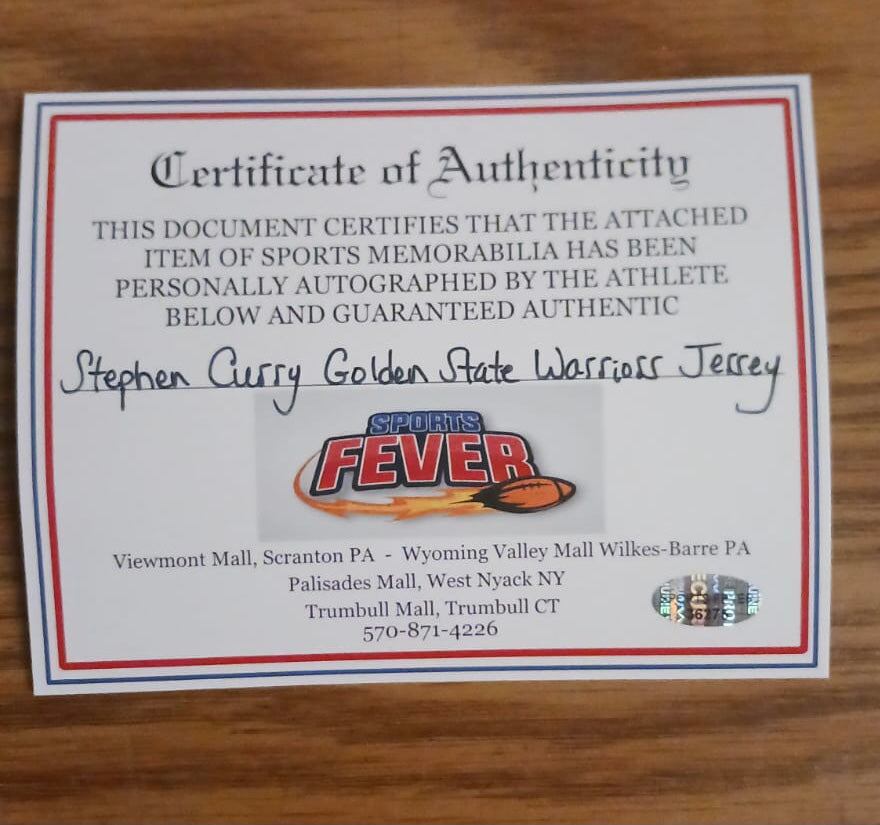 Certificate of Authenticity
THIS DOCUMENT CERTIFIES THAT THE ATTACHED
ITEM OF SPORTS MEMORABILIA HAS BEEN
PERSONALLY AUTOGRAPHED BY THE ATHLETE
BELOW AND GUARANTEED AUTHENTIC
Stephen Curry Golden State Warriors Jersey
SPORTS
FEVER
Viewmont Mall, Scranton PA - Wyoming Valley Mall Wilkes-Barre PA
Palisades Mall, West Nyack NY
Trumbull Mall, Trumbull CT
570-871-4226